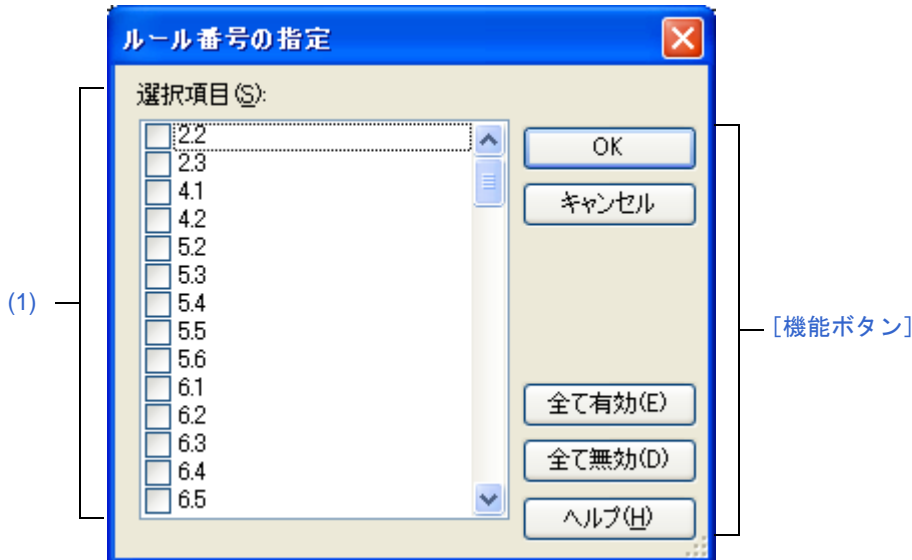 ルール番号の指定
選択項目(S):
2.2
2.3
4.1
4.2
5.2
5.3
5.4
5.5
5.6
6.1
6.2
6.3
6.4
6.5
OK
キャンセル
全て有効(E)
全て無効(D)
ヘルプ(H)
(1)
[機能ボタン]